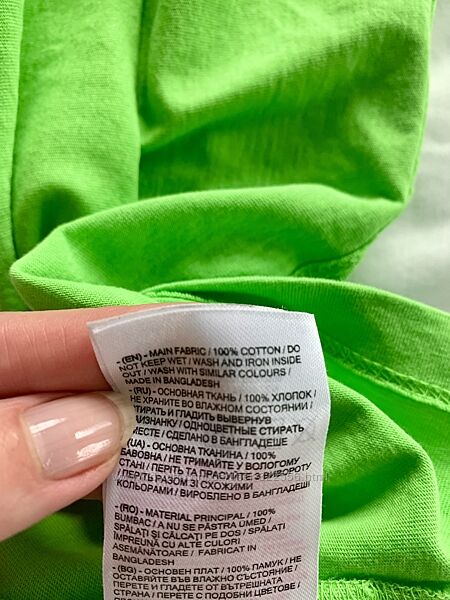 - (EN) - MAIN FABRIC / 100% COTTON / DO
NOT KEEP WET / WASH AND IRON INSIDE
OUT / WASH WITH SIMILAR COLOURS /
MADE IN BANGLADESH
- (RU) - ОСНОВНАЯ ТКАНЬ / 100% ХЛОПОК /
НЕ ХРАНИТЕ ВО ВЛАЖНОМ СОСТОЯНИИ /
СТИРАТЬ И ГЛАДИТЬ ВЫВЕРНУВ
ИЗНАНКУ / ОДНОЦВЕТНЫЕ СТИРАТЬ
ВМЕСТЕ / СДЕЛАНО В БАНГЛАДЕШЕ
(UA) - ОСНОВНА ТКАНИНА / 100%
БАВОВНА / НЕ ТРИМАЙТЕ У ВОЛОГОМУ
СТАНІ / ПЕРІТЬ ТА ПРАСУЙТЕ З ВИВОРОТУ
/ ПЕРІТЬ РАЗОМ ЗІ СХОЖИМИ
КОЛЬОРАМИ / ВИРОБЛЕНО В БАНГЛАДЕШІ
- (RO) - MATERIAL PRINCIPAL / 100%
BUMBAC / A NU SE PĂSTRA UMED /
SPĂLAȚI ȘI CĂLCAȚI PE DOS / SPĂLAȚI
ÎMPREUNĂ CU ALTE CULORI
ASEMĂNĂTOARE / FABRICAT IN
BANGLADESH
- (BG) - ОСНОВЕН ПЛАТ / 100% ПАМУК / НЕ
ОСТАВЯЙТЕ ВЪВ ВЛАЖНО СЪСТОЯНИЕ /
ПЕРЕТЕ И ГЛАДЕТЕ ОТ ОБРАТНАТА
СТРАНА / ПЕРЕТЕ С ПОДОБНИ ЦВЕТОВЕ /